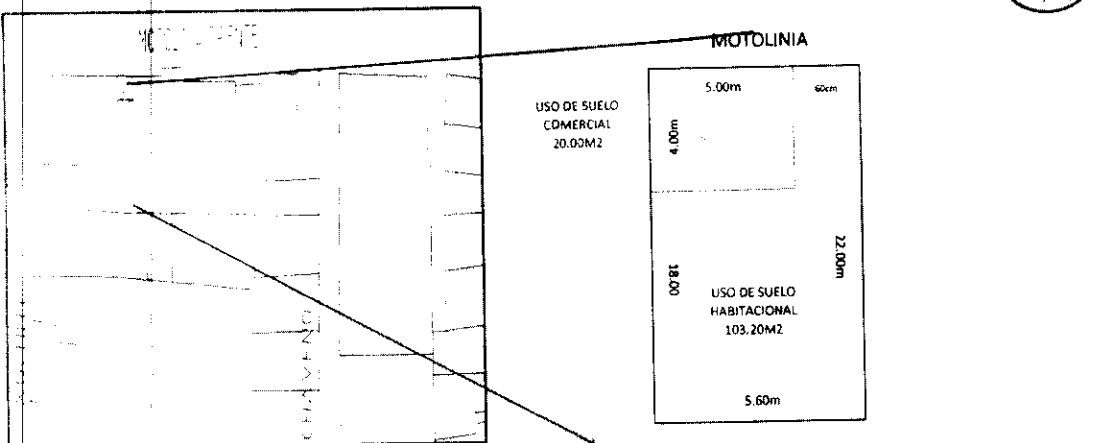 MOTOLINIA
5.00m
60cm
USO DE SUELO
COMERCIAL
20.00M2
4.00m
22.00m
18.00
USO DE SUELO
HABITACIONAL
103.20M2
5.60m